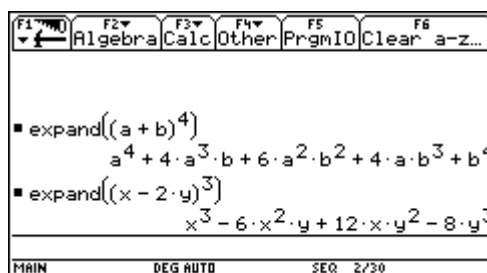 F1 F2 F3 F4 F5 F6
Algebra Calc Other PrgmIO Clear a-z…
▪ expand((a + b)^4)
a^4 + 4·a^3·b + 6·a^2·b^2 + 4·a·b^3 + b^4
▪ expand((x - 2·y)^3)
x^3 - 6·x^2·y + 12·x·y^2 - 8·y^3
MAIN DEG AUTO SEQ 2/30